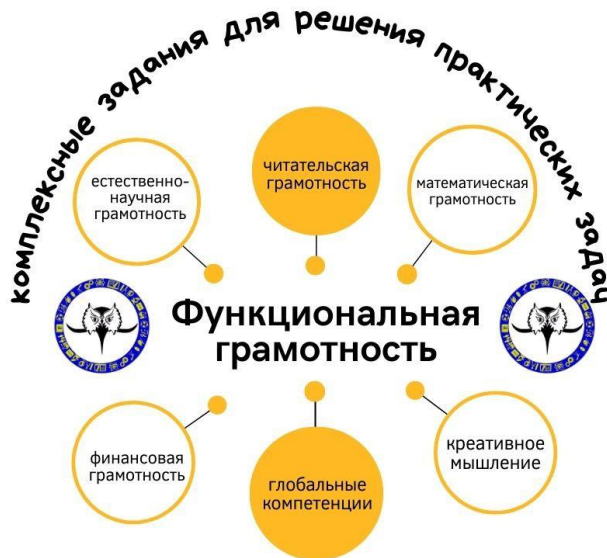 комплексные задания для решения практических задач
естественно-
научная
грамотность
читательская
грамотность
математическая
грамотность
Функциональная
грамотность
финансовая
грамотность
глобальные
компетенции
креативное
мышление